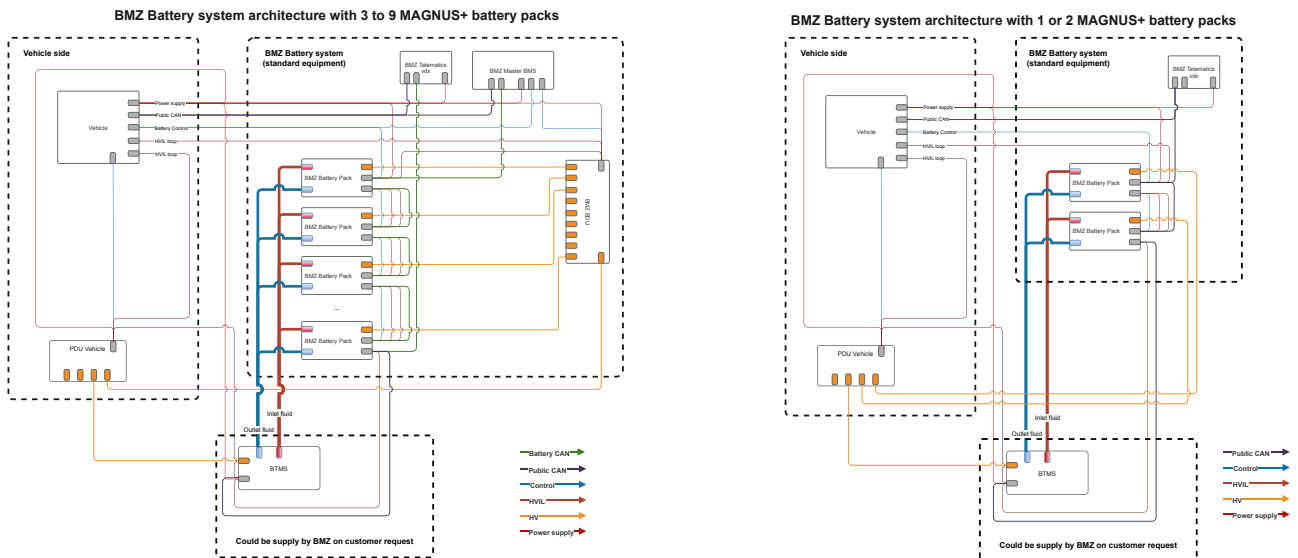 BMZ Battery system architecture with 3 to 9 MAGNUS+ battery packs
Vehicle side
BMZ Battery system
(standard equipment)
BMZ Telematics
vdx
BMZ Master BMS
Vehicle
Power supply
Public CAN
Battery Control
HVIL loop
HVIL loop
BMZ Battery Pack
BMZ Battery Pack
BMZ Battery Pack
...
BMZ Battery Pack
BMZ BDU
PDU Vehicle
Inlet fluid
Outlet fluid
BTMS
Could be supply by BMZ on customer request
Battery CAN
Public CAN
Control
HVIL
HV
Power supply
BMZ Battery system architecture with 1 or 2 MAGNUS+ battery packs
Vehicle side
BMZ Battery system
(standard equipment)
BMZ Telematics
vdx
Vehicle
Power supply
Public CAN
Battery Control
HVIL loop
HVIL loop
BMZ Battery Pack
BMZ Battery Pack
PDU Vehicle
Inlet fluid
Outlet fluid
BTMS
Could be supply by BMZ on customer request
Public CAN
Control
HVIL
HV
Power supply